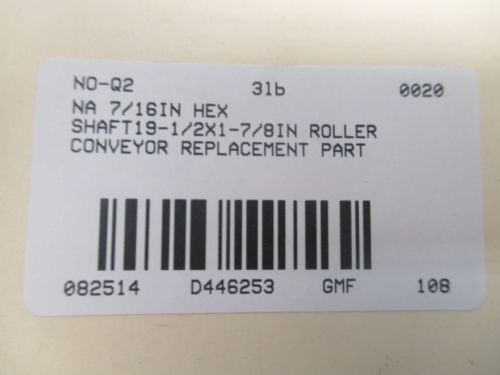 NO-Q2 3lb 0020
NA 7/16IN HEX
SHAFT19-1/2X1-7/8IN ROLLER
CONVEYOR REPLACEMENT PART
082514 D446253 GMF 108